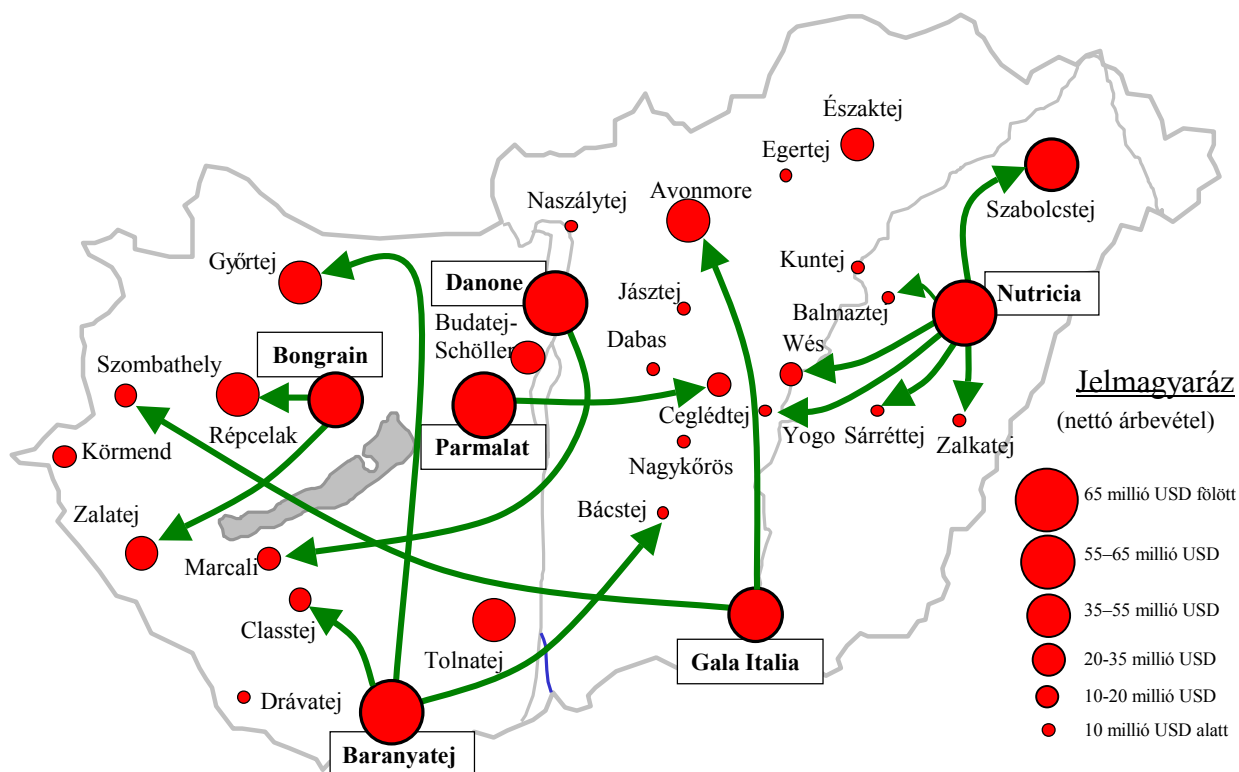 Északtej
Egertej
Avonmore
Naszálytej
Szabolcstej
Győrtej
Danone
Kuntej
Nutricia
Jásztej
Balmaztej
Budatej-
Schöller
Dabas
Wés
Bongrain
Szombathely
Jelmagyaráz
(nettó árbevétel)
Ceglédtej
Répcelak
Parmalat
Yogo
Sárréttej
Zalkatej
Körmend
Nagykőrös
Zalatej
Bácstej
65 millió USD fölött
55–65 millió USD
Marcali
35–55 millió USD
Classtej
Tolnatej
Gala Italia
20-35 millió USD
Drávatej
10-20 millió USD
10 millió USD alatt
Baranyatej